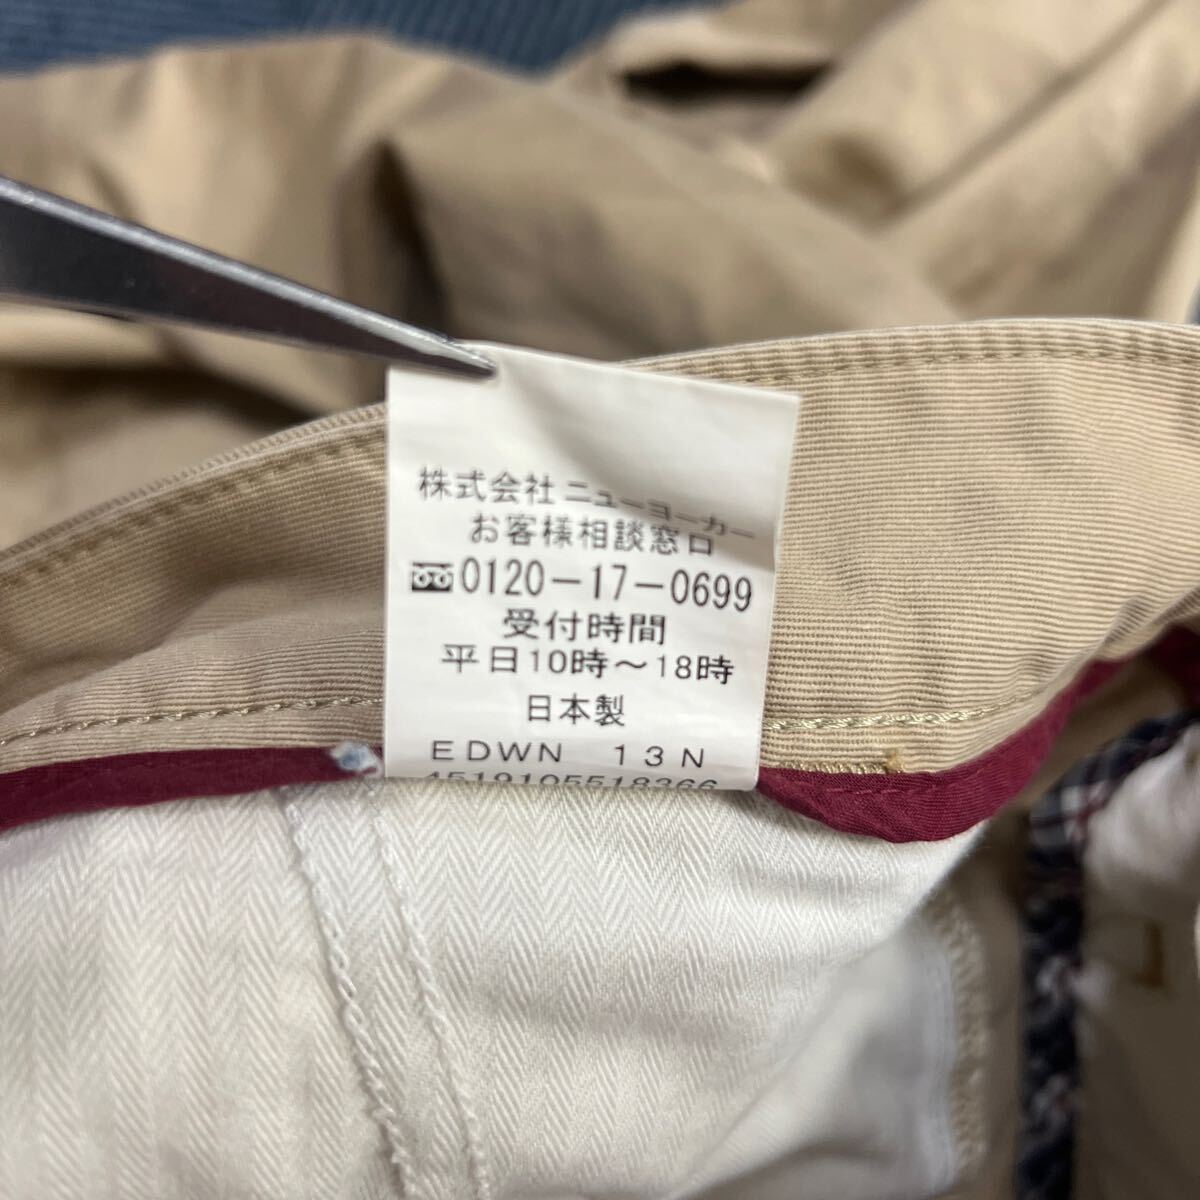 株式会社 ニューヨーカー
お客様相談窓口
0120-17-0699
受付時間
平日10時～18時
日本製
EDWN 13N
4519105518366